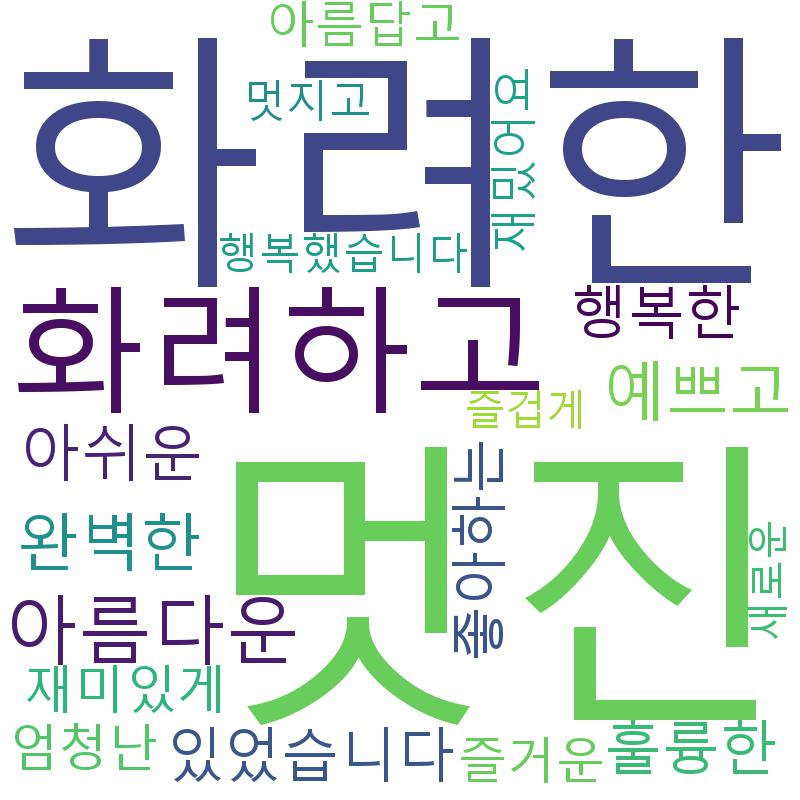 아름답고
화려한
멋지고
재밌어여
행복했습니다
화려하고
행복한
예쁘고
즐겁게
아쉬운
멋진
좋아하는
완벽한
새로운
아름다운
재미있게
엄청난
있었습니다
즐거운
훌륭한